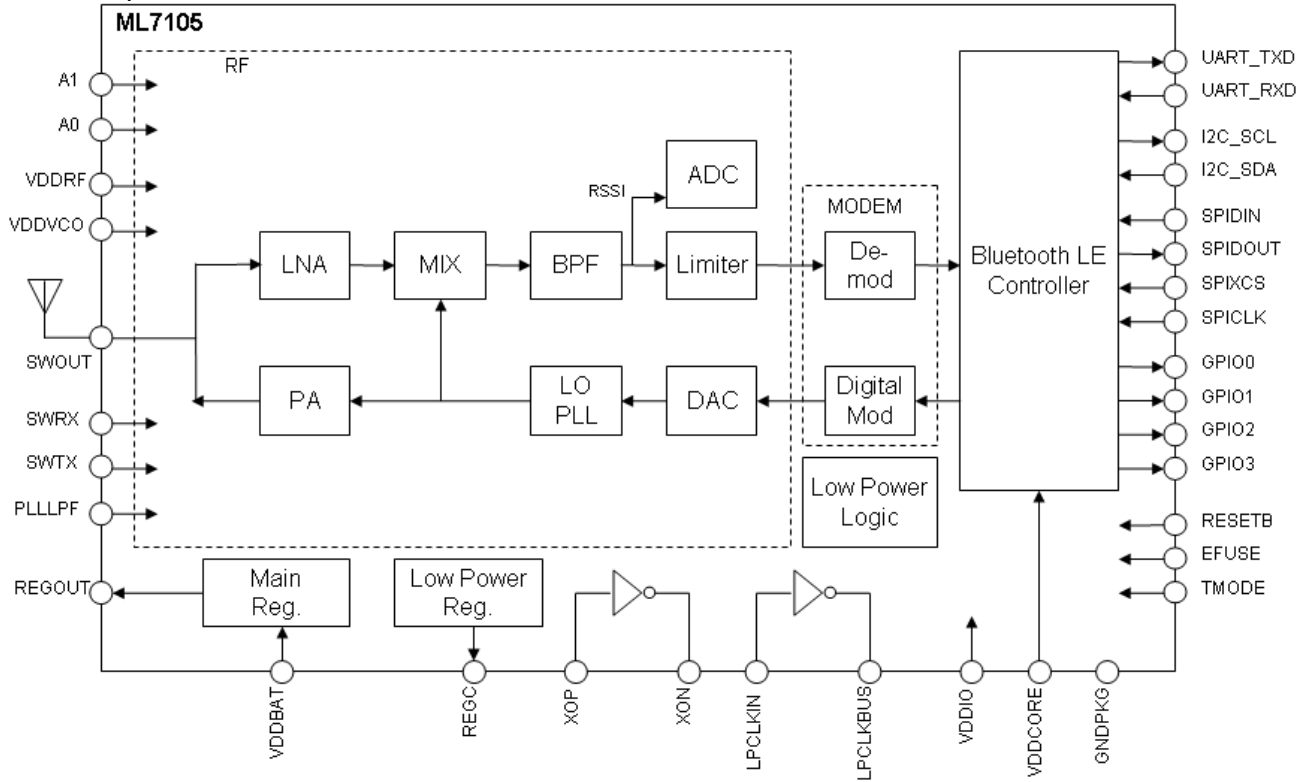 ML7105
RF
A1
A0
VDDRF
VDDVCO
SWOUT
SWRX
SWTX
PLLLPF
REGOUT
LNA
MIX
BPF
RSSI
ADC
Limiter
PA
LO
PLL
DAC
MODEM
De-
mod
Digital
Mod
Low Power
Logic
Bluetooth LE
Controller
UART_TXD
UART_RXD
I2C_SCL
I2C_SDA
SPIDIN
SPIDOUT
SPIXCS
SPICLK
GPIO0
GPIO1
GPIO2
GPIO3
RESETB
EFUSE
TMODE
Main
Reg.
Low Power
Reg.
VDDBAT
REGC
XOP
XON
LPCLKIN
LPCLKBUS
VDDIO
VDDCORE
GNDPKG